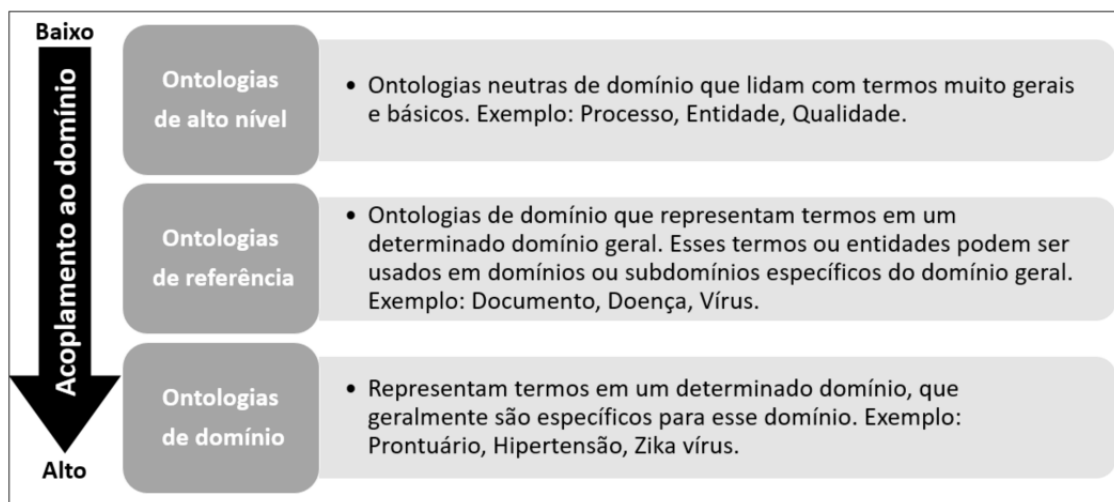 Baixo
Acoplamento ao domínio
Alto
Ontologias
de alto nível
• Ontologias neutras de domínio que lidam com termos muito gerais
e básicos. Exemplo: Processo, Entidade, Qualidade.
Ontologias
de referência
• Ontologias de domínio que representam termos em um
determinado domínio geral. Esses termos ou entidades podem ser
usados em domínios ou subdomínios específicos do domínio geral.
Exemplo: Documento, Doença, Vírus.
Ontologias
de domínio
• Representam termos em um determinado domínio, que
geralmente são específicos para esse domínio. Exemplo:
Prontuário, Hipertensão, Zika vírus.